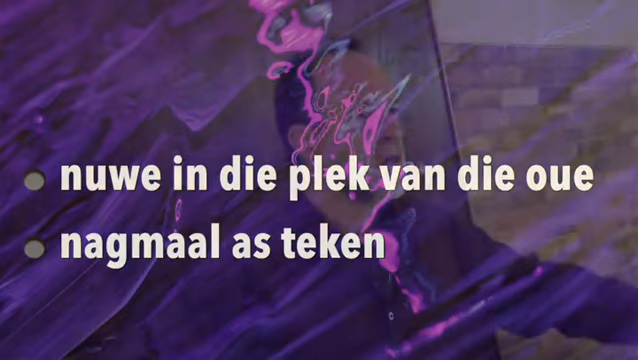 nuwe in die plek van die oue
nagmaal as teken